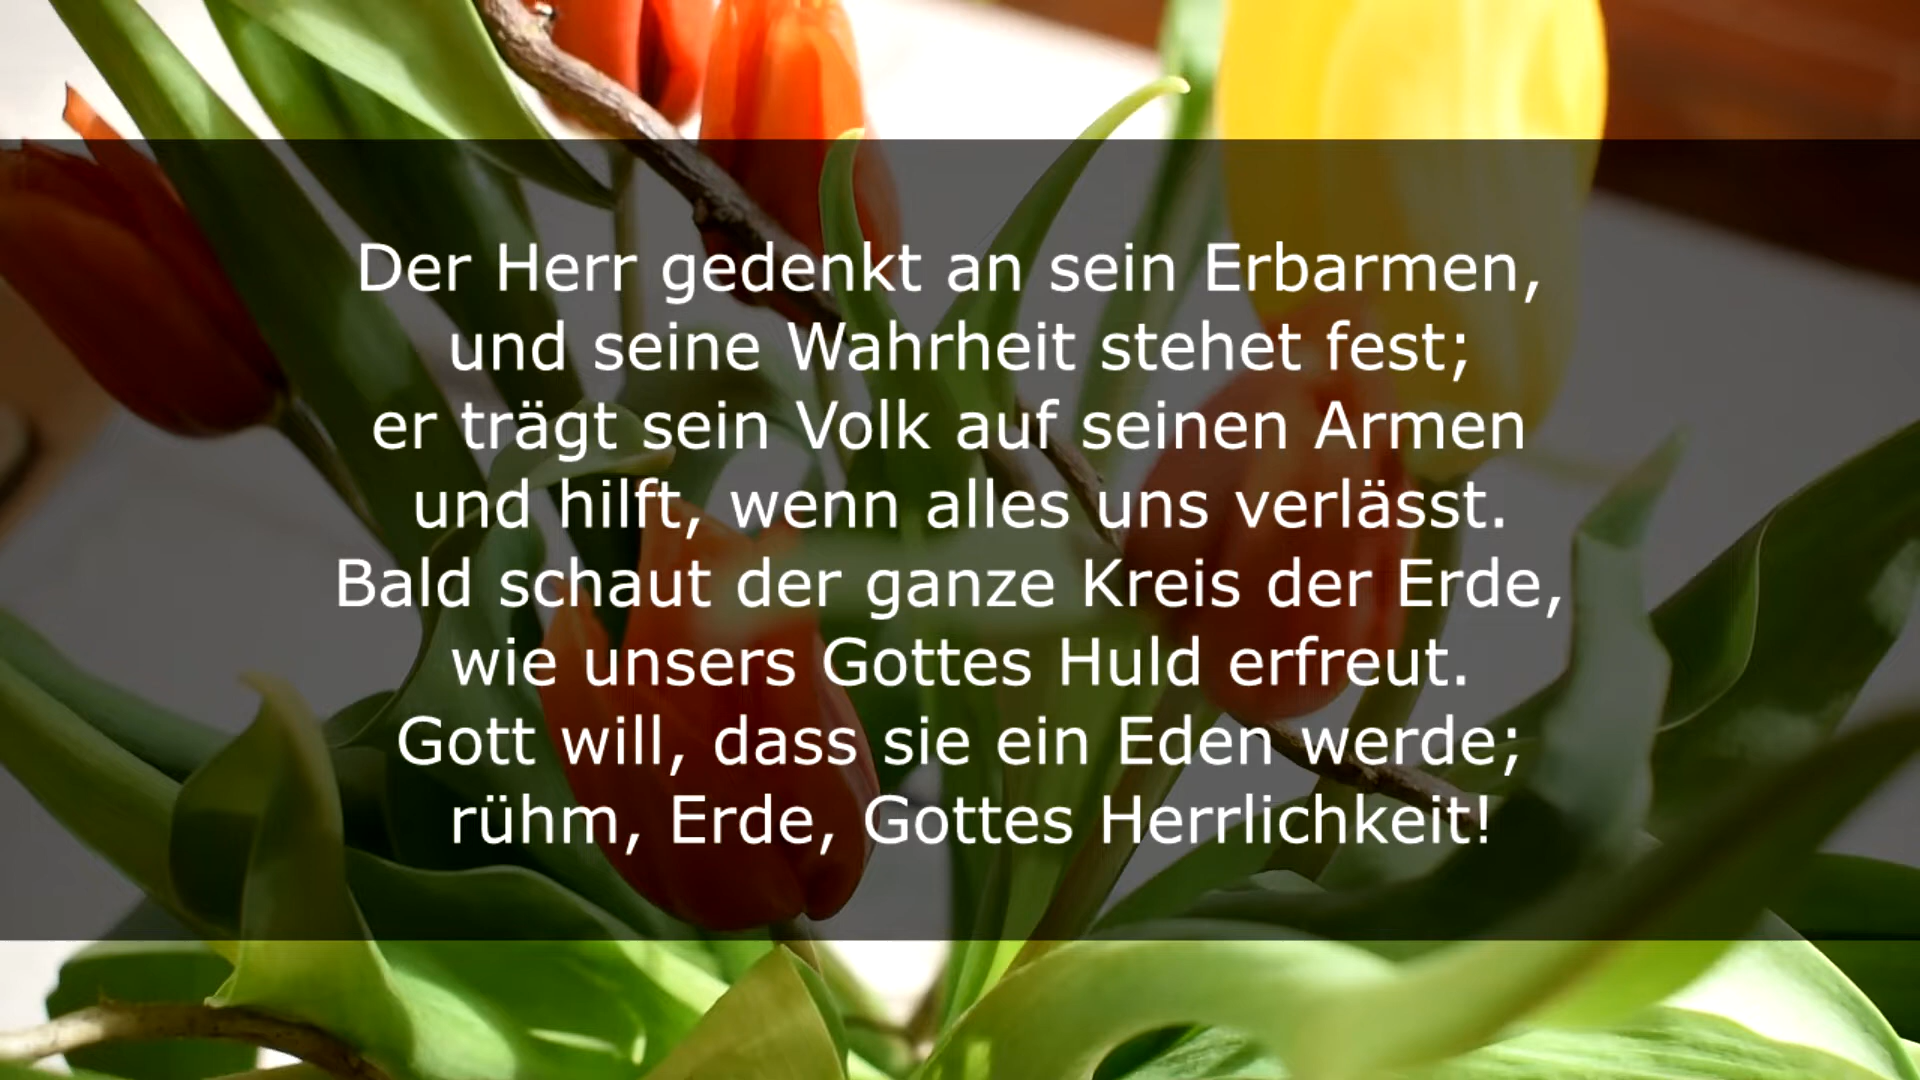 Der Herr gedenkt an sein Erbarmen,
und seine Wahrheit stehet fest;
er trägt sein Volk auf seinen Armen
und hilft, wenn alles uns verlässt.
Bald schaut der ganze Kreis der Erde,
wie unsers Gottes Huld erfreut.
Gott will, dass sie ein Eden werde;
rühm, Erde, Gottes Herrlichkeit!